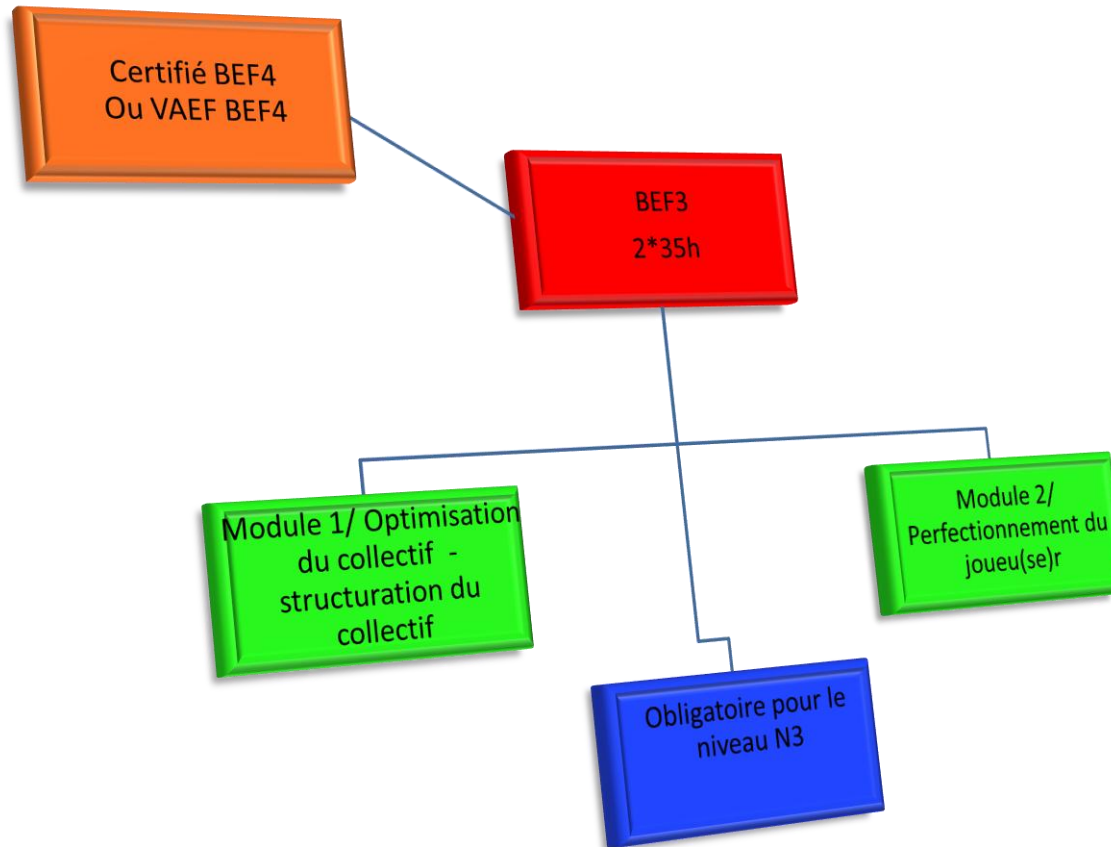 Certifié BEF4
Ou VAEF BEF4
BEF3
2*35h
Module 1/ Optimisation
du collectif -
structuration du
collectif
Module 2/
Perfectionnement du
joueu(se)r
Obligatoire pour le
niveau N3